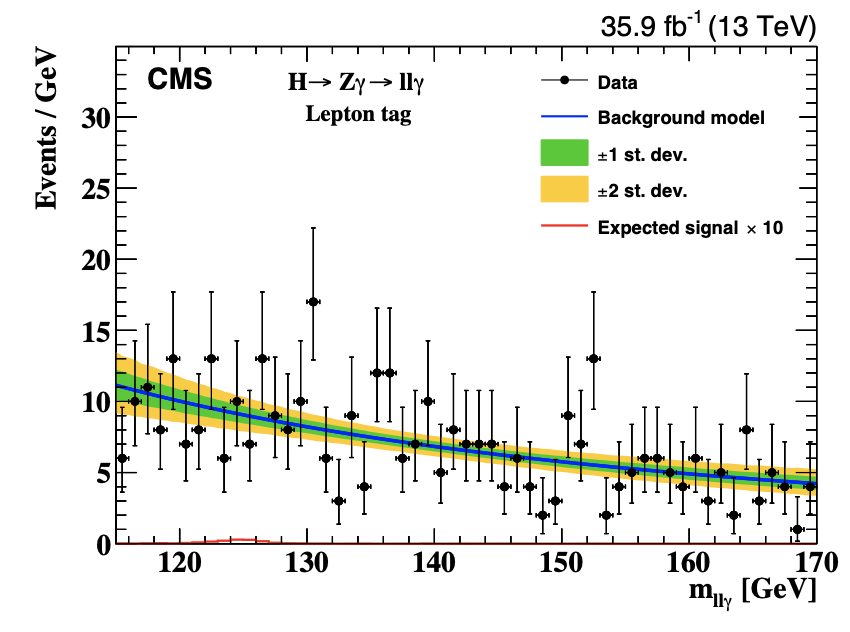 35.9 fb⁻¹ (13 TeV)
CMS
H→ Zγ→llγ
Lepton tag
Data
Background model
±1 st. dev.
±2 st. dev.
Expected signal × 10
Events / GeV
30
25
20
15
10
5
0
120 130 140 150 160 170
m_llγ [GeV]